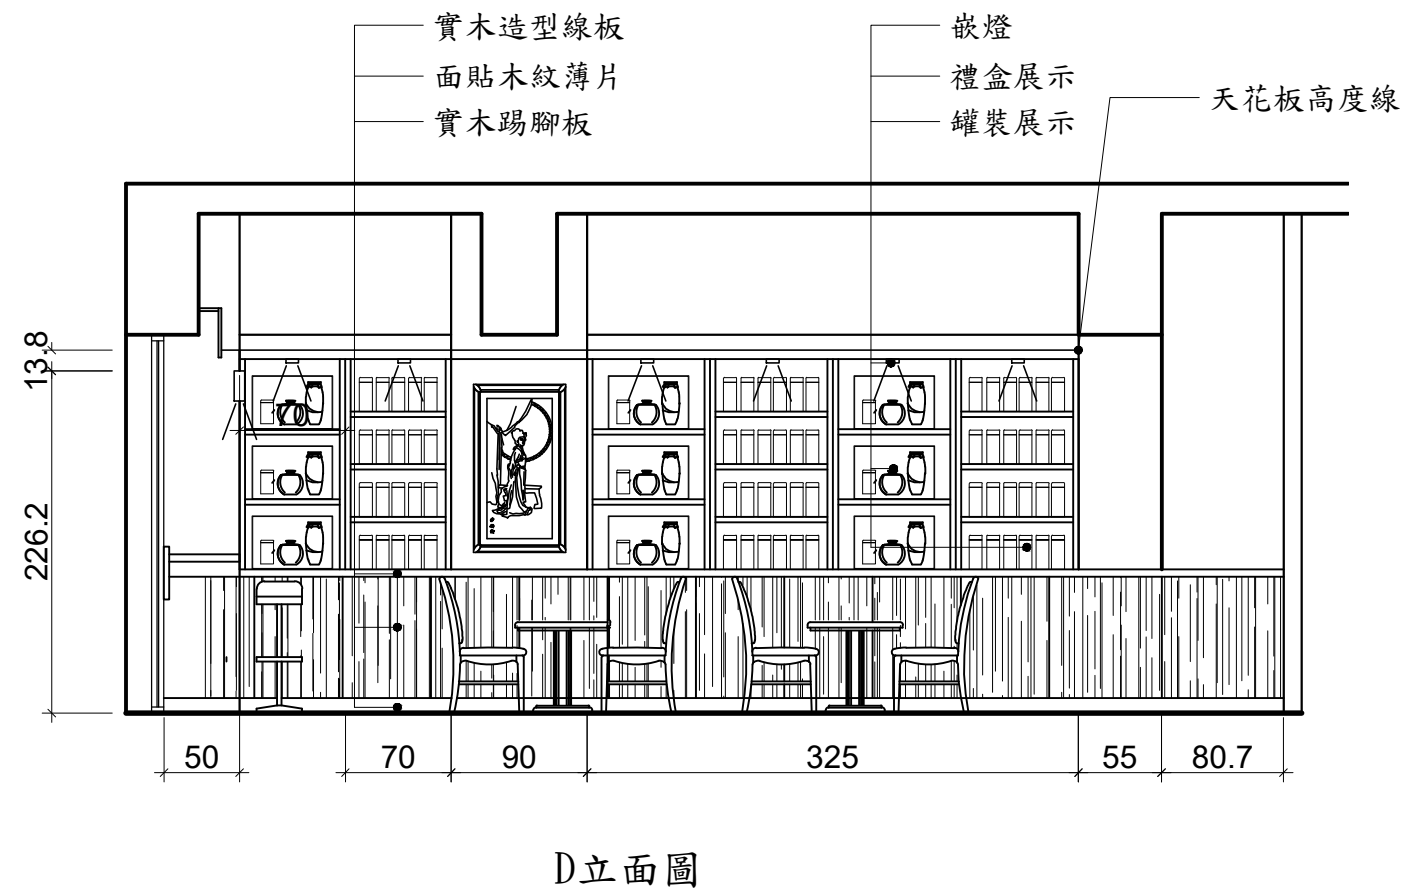 實木造型線板
面貼木紋薄片
實木踢腳板
嵌燈
禮盒展示
罐裝展示
天花板高度線
13.8
226.2
50
70
90
325
55
80.7
D立面圖